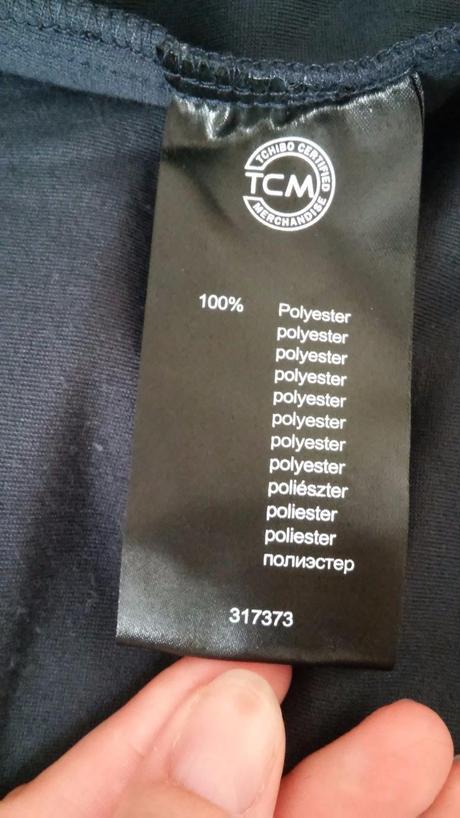 TCHIBO CERTIFIED
TCM
MERCHANDISE
100% Polyester
polyester
polyester
polyester
polyester
polyester
polyester
polyester
poliészter
poliester
poliester
полиэстер
317373